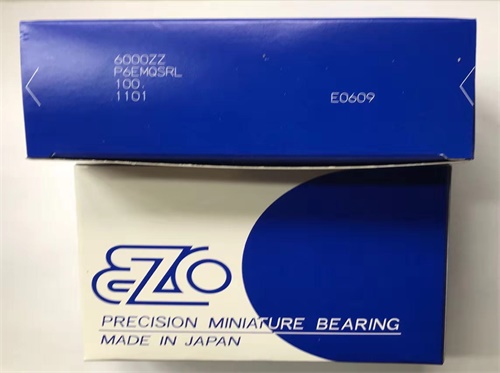 6000ZZ
P6EMQSRL
100
1101
E0609
EZO
PRECISION MINIATURE BEARING
MADE IN JAPAN